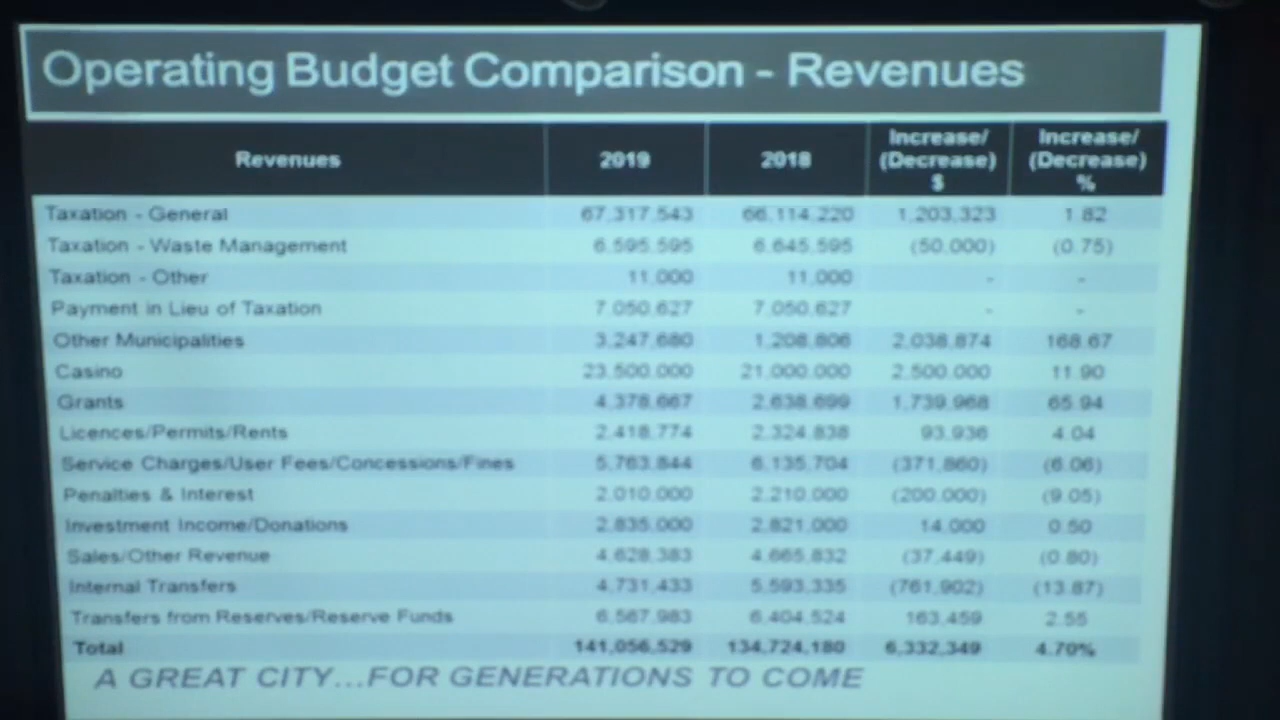 Operating Budget Comparison - Revenues
Revenues 2019 2018 Increase/ (Decrease) $ Increase/ (Decrease) %
Taxation - General 67,317,543 66,114,220 1,203,323 1.82
Taxation - Waste Management 6,595,595 6,645,595 (50,000) (0.75)
Taxation - Other 11,000 11,000 - -
Payment in Lieu of Taxation 7,050,627 7,050,627 - -
Other Municipalities 3,247,680 1,208,806 2,038,874 168.67
Casino 23,500,000 21,000,000 2,500,000 11.90
Grants 4,378,667 2,638,699 1,739,968 65.94
Licences/Permits/Rents 2,418,774 2,324,838 93,936 4.04
Service Charges/User Fees/Concessions/Fines 5,763,844 6,135,704 (371,860) (6.06)
Penalties & Interest 2,010,000 2,210,000 (200,000) (9.05)
Investment Income/Donations 2,835,000 2,821,000 14,000 0.50
Sales/Other Revenue 4,628,383 4,665,832 (37,449) (0.80)
Internal Transfers 4,731,433 5,493,335 (761,902) (13.87)
Transfers from Reserves/Reserve Funds 6,567,983 6,404,524 163,459 2.55
Total 141,056,529 134,724,180 6,332,349 4.70%
A GREAT CITY...FOR GENERATIONS TO COME